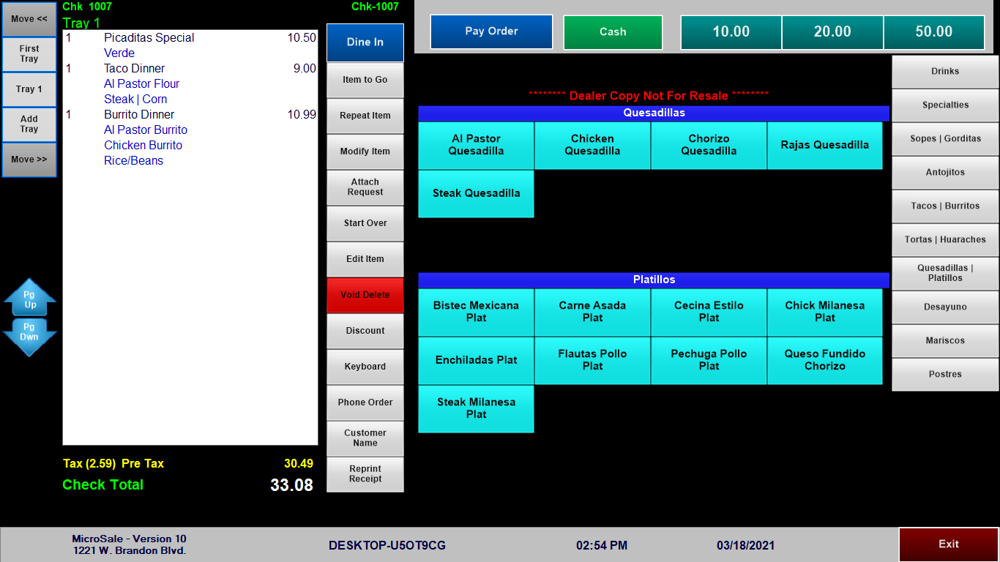 Move <<
First
Tray
Tray 1
Add
Tray
Move >>
Pg
Up
Pg
Dwn
Chk 1007
Chk-1007
Tray 1
1 Picaditas Special 10.50
Verde
1 Taco Dinner 9.00
Al Pastor Flour
Steak | Corn
1 Burrito Dinner 10.99
Al Pastor Burrito
Chicken Burrito
Rice/Beans
Tax (2.59) Pre Tax 30.49
Check Total 33.08
Dine In
Item to Go
Repeat Item
Modify Item
Attach
Request
Start Over
Edit Item
Void Delete
Discount
Keyboard
Phone Order
Customer
Name
Reprint
Receipt
Pay Order
Cash
10.00
20.00
50.00
******** Dealer Copy Not For Resale ********
Quesadillas
Al Pastor
Quesadilla
Chicken
Quesadilla
Chorizo
Quesadilla
Rajas Quesadilla
Steak Quesadilla
Platillos
Bistec Mexicana
Plat
Carne Asada
Plat
Cecina Estilo
Plat
Chick Milanesa
Plat
Enchiladas Plat
Flautas Pollo
Plat
Pechuga Pollo
Plat
Queso Fundido
Chorizo
Steak Milanesa
Plat
Drinks
Specialties
Sopes | Gorditas
Antojitos
Tacos | Burritos
Tortas | Huaraches
Quesadillas |
Platillos
Desayuno
Mariscos
Postres
MicroSale - Version 10
1221 W. Brandon Blvd.
DESKTOP-U5OT9CG
02:54 PM
03/18/2021
Exit